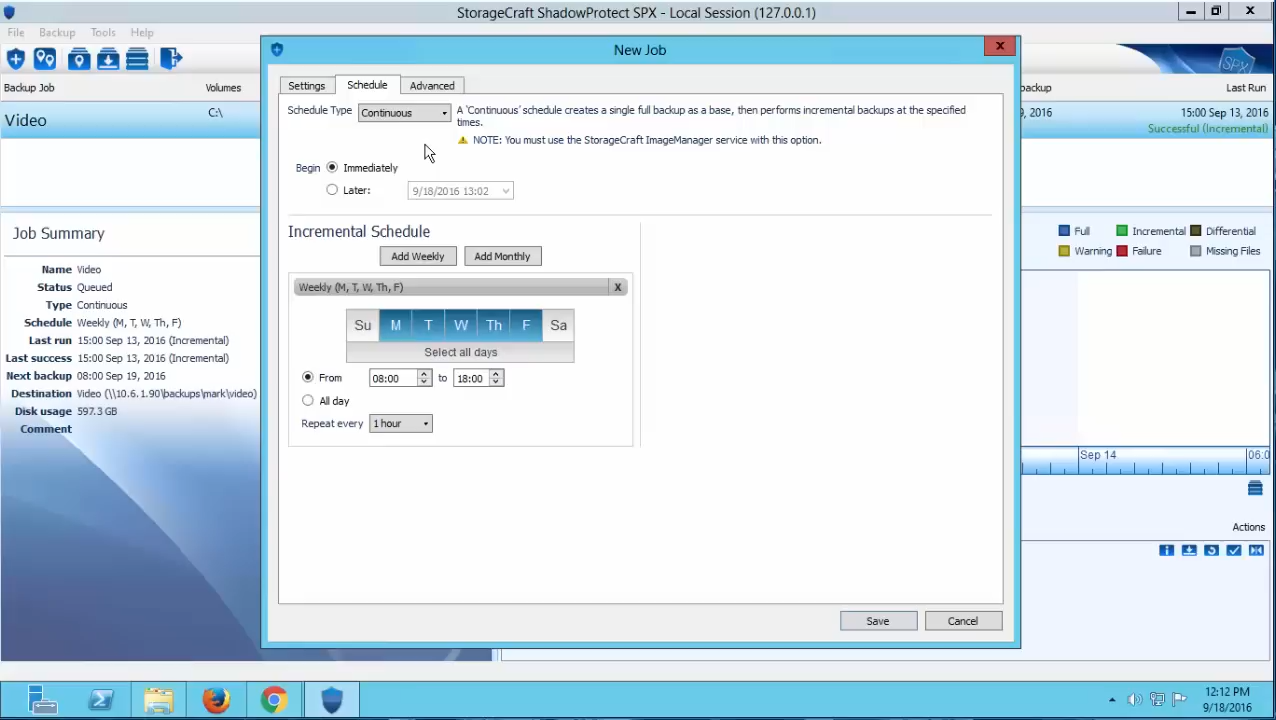 StorageCraft ShadowProtect SPX - Local Session (127.0.0.1)
File Backup Tools Help
SPX
Backup Job Volumes
Video C:\
New Job
Settings Schedule Advanced
Schedule Type Continuous A 'Continuous' schedule creates a single full backup as a base, then performs incremental backups at the specified
times.
NOTE: You must use the StorageCraft ImageManager service with this option.
Begin Immediately
Later: 9/18/2016 13:02
Incremental Schedule
Add Weekly Add Monthly
Weekly (M, T, W, Th, F) X
Su M T W Th F Sa
Select all days
From 08:00 to 18:00
All day
Repeat every 1 hour
Save Cancel
Last Run
, 2016 15:00 Sep 13, 2016
Successful (Incremental)
Job Summary
Name Video
Status Queued
Type Continuous
Schedule Weekly (M, T, W, Th, F)
Last run 15:00 Sep 13, 2016 (Incremental)
Last success 15:00 Sep 13, 2016 (Incremental)
Next backup 08:00 Sep 19, 2016
Destination Video (\\10.6.1.90\backups\mark\video)
Disk usage 597.3 GB
Comment
Full Incremental Differential
Warning Failure Missing Files
Sep 14 06:0
Actions
12:12 PM
9/18/2016